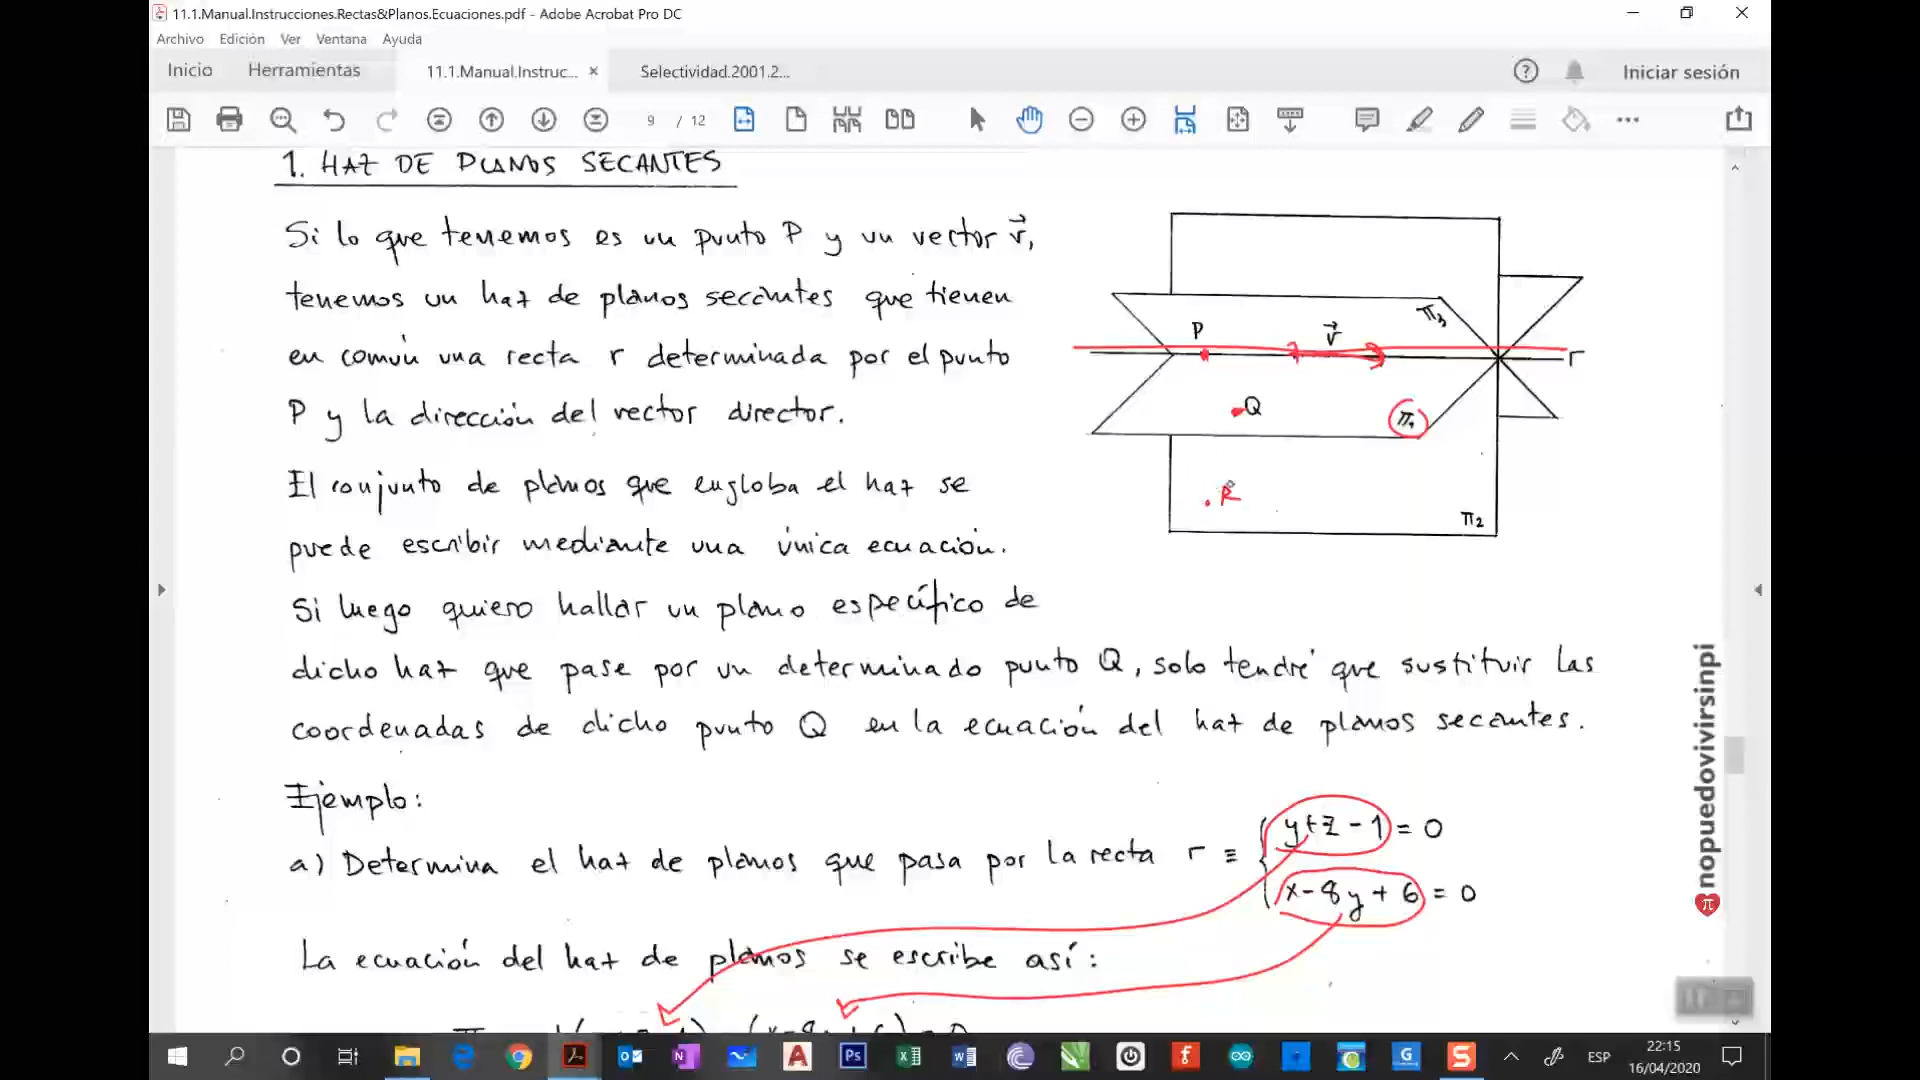 11.1.Manual.Instrucciones.Rectas&Planos.Ecuaciones.pdf - Adobe Acrobat Pro DC
Archivo Edición Ver Ventana Ayuda
Inicio Herramientas 11.1.Manual.Instruc... × Selectividad.2001.2... Iniciar sesión
9 / 12
1. HAZ DE PLANOS SECANTES
Si lo que tenemos es un punto P y un vector v⃗,
tenemos un haz de planos secantes que tienen
en común una recta r determinada por el punto
P y la dirección del vector director.
El conjunto de planos que engloba el haz se
puede escribir mediante una única ecuación.
Si luego quiero hallar un plano específico de
dicho haz que pase por un determinado punto Q, solo tendré que sustituir las
coordenadas de dicho punto Q en la ecuación del haz de planos secantes.
π3
P
v⃗
r
Q
π1
R
π2
Ejemplo:
a) Determina el haz de planos que pasa por la recta r ≡ { y+z-1 = 0
x-8y+6 = 0
La ecuación del haz de planos se escribe así:
nopuedovivirsinpi
ESP
22:15
16/04/2020